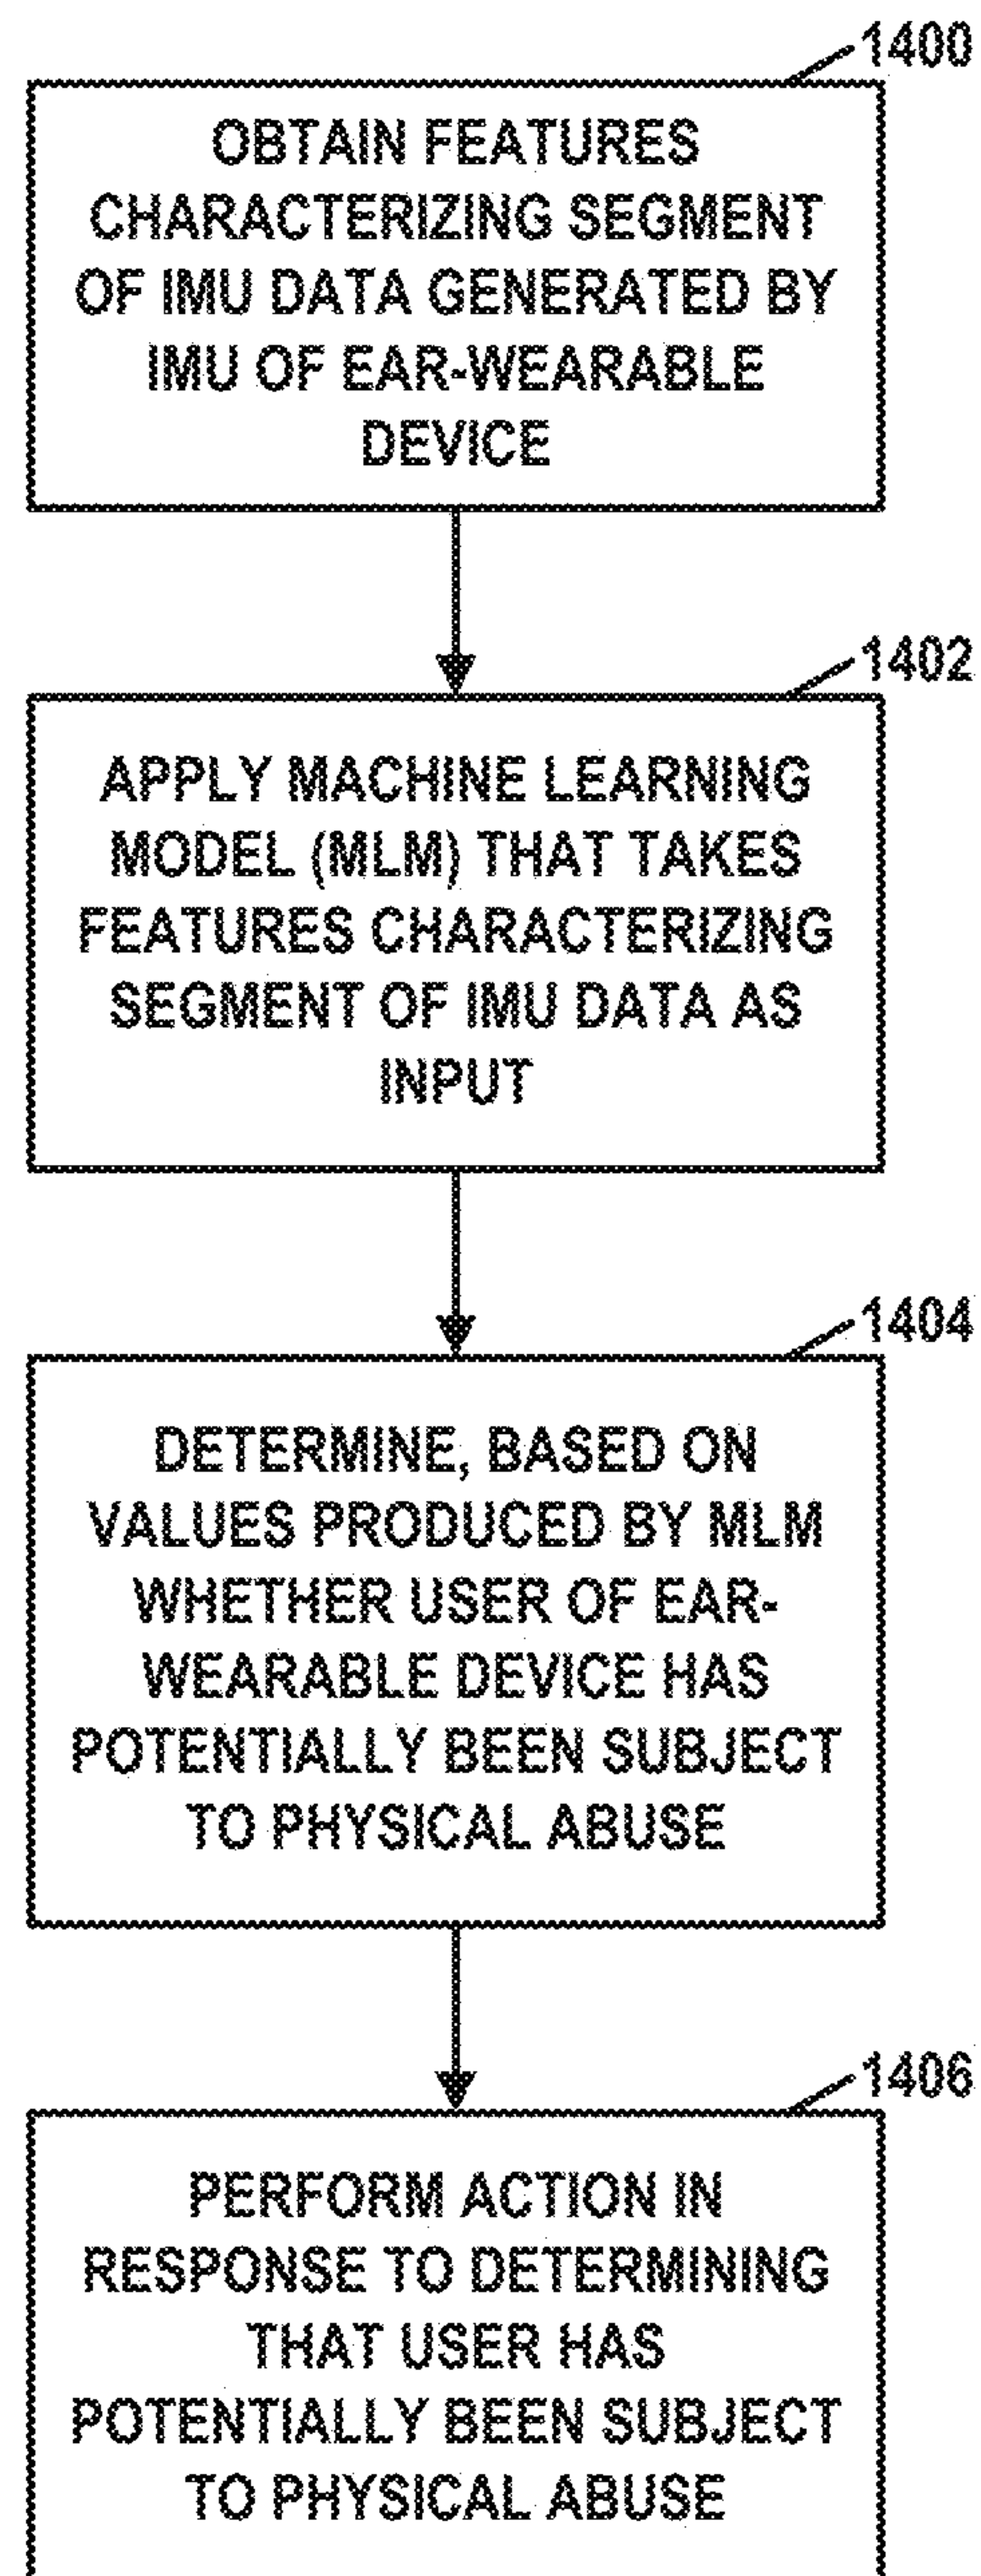 1400
OBTAIN FEATURES
CHARACTERIZING SEGMENT
OF IMU DATA GENERATED BY
IMU OF EAR-WEARABLE
DEVICE
1402
APPLY MACHINE LEARNING
MODEL (MLM) THAT TAKES
FEATURES CHARACTERIZING
SEGMENT OF IMU DATA AS
INPUT
1404
DETERMINE, BASED ON
VALUES PRODUCED BY MLM
WHETHER USER OF EAR-
WEARABLE DEVICE HAS
POTENTIALLY BEEN SUBJECT
TO PHYSICAL ABUSE
1406
PERFORM ACTION IN
RESPONSE TO DETERMINING
THAT USER HAS
POTENTIALLY BEEN SUBJECT
TO PHYSICAL ABUSE